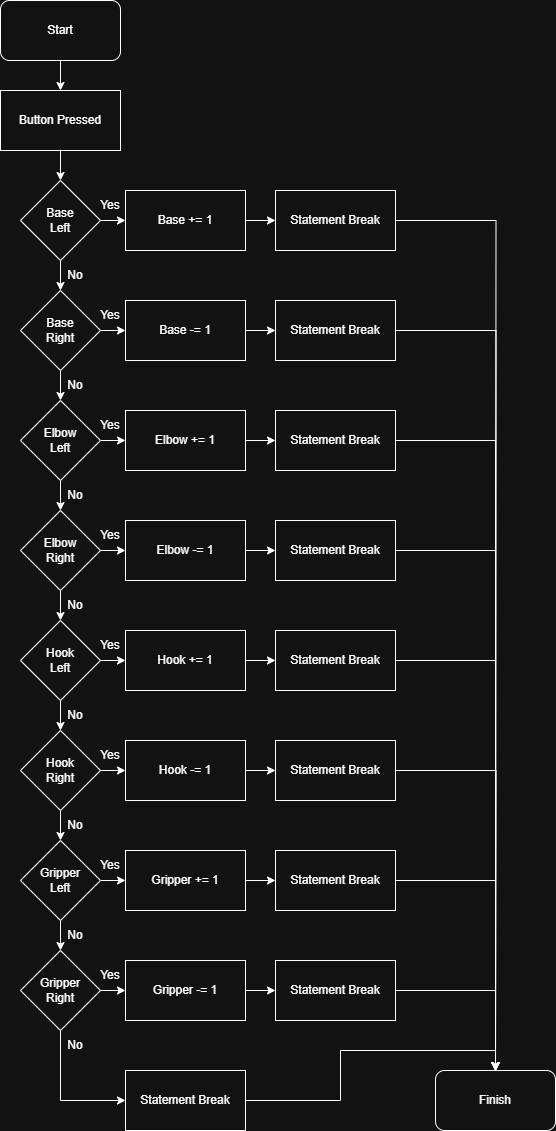 Start
Button Pressed
Base
Left
Yes
Base += 1
Statement Break
No
Base
Right
Yes
Base -= 1
Statement Break
No
Elbow
Left
Yes
Elbow += 1
Statement Break
No
Elbow
Right
Yes
Elbow -= 1
Statement Break
No
Hook
Left
Yes
Hook += 1
Statement Break
No
Hook
Right
Yes
Hook -= 1
Statement Break
No
Gripper
Left
Yes
Gripper += 1
Statement Break
No
Gripper
Right
Yes
Gripper -= 1
Statement Break
No
Statement Break
Finish